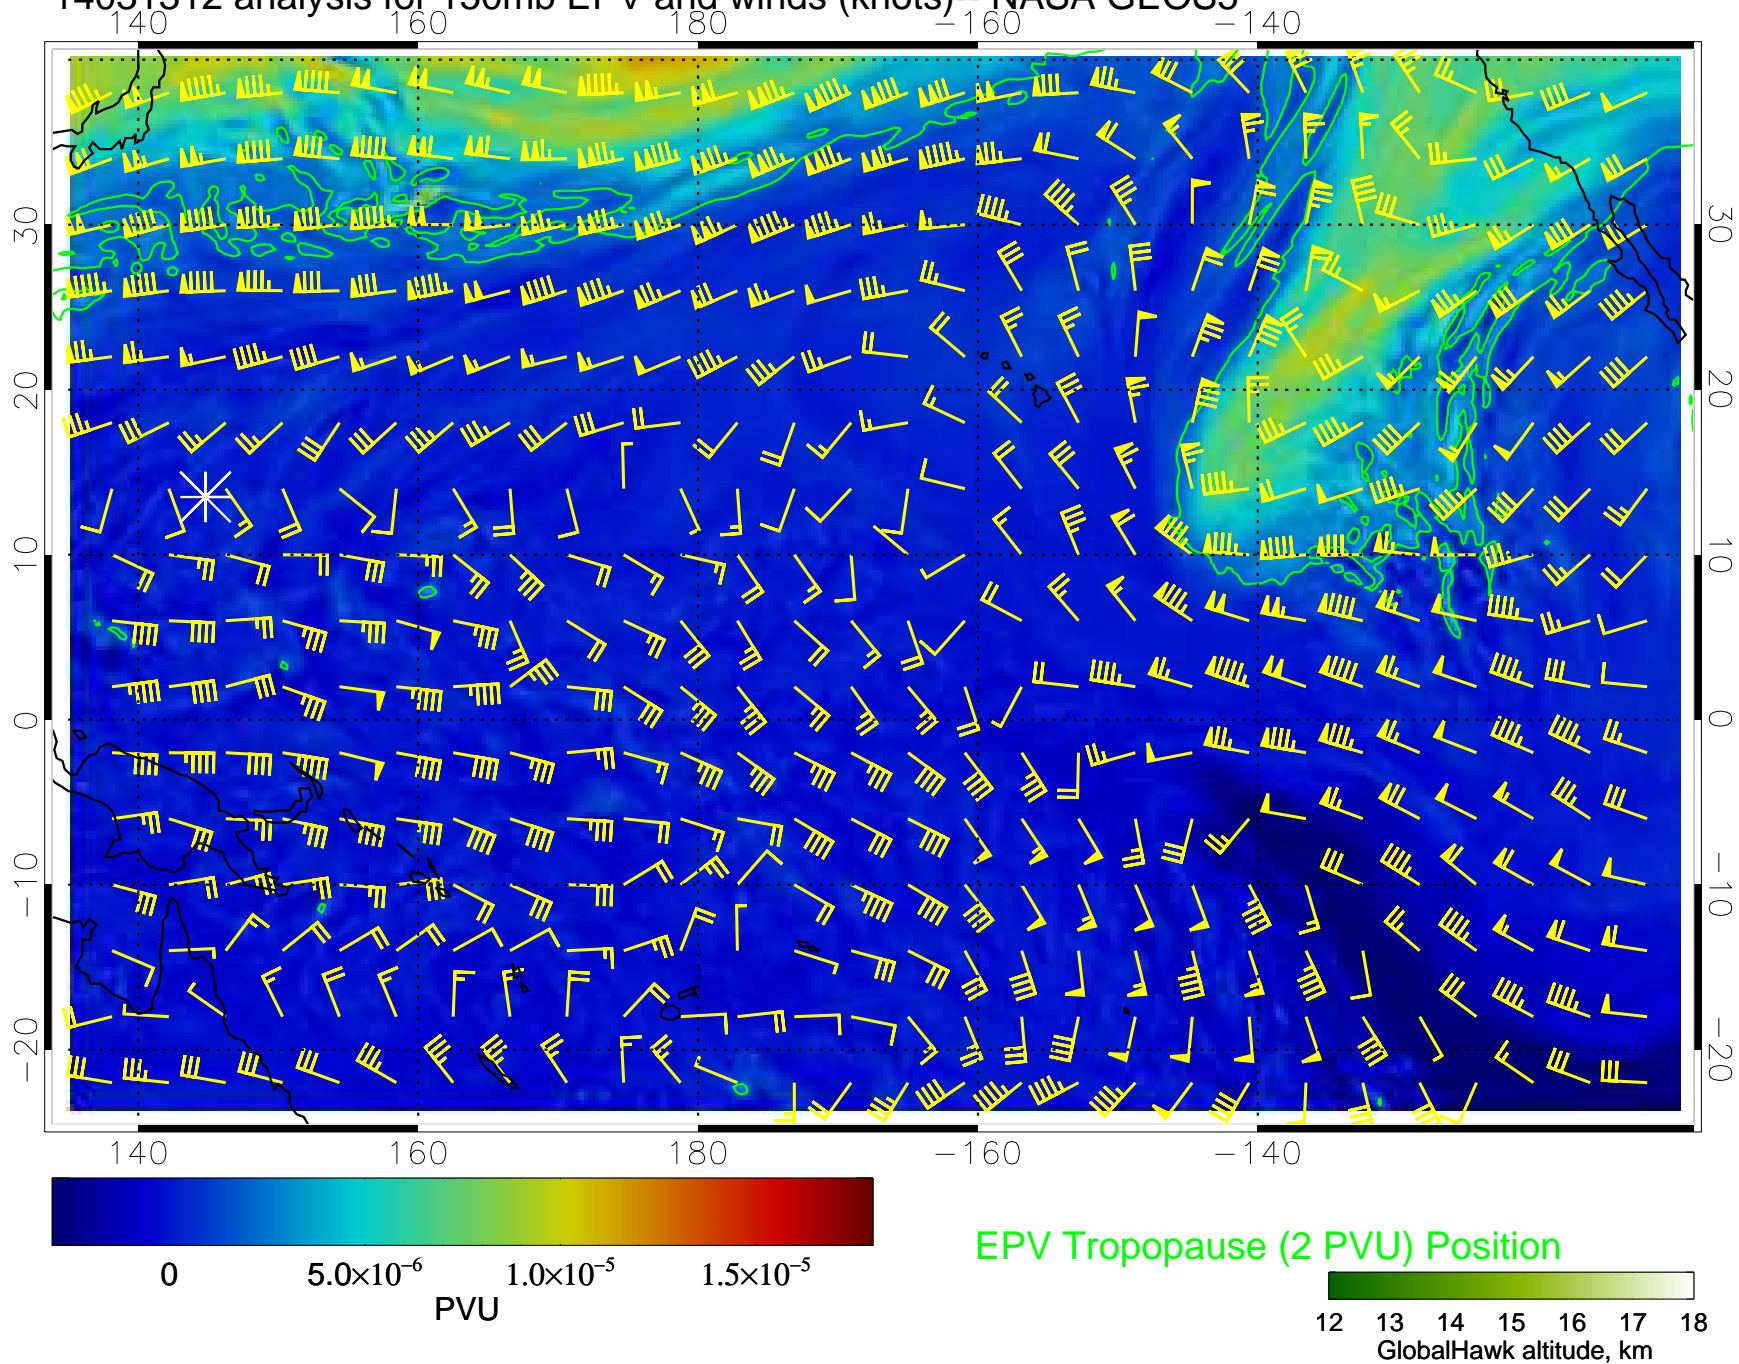 analysis for 150mb EPV and winds (knots)-- NASA GEOS5
140 160 180 −160 −140
30 30
20 20
10 10
0 0
−10 −10
−20 −20
140 160 180 −160 −140
0 5.0×10⁻⁶ 1.0×10⁻⁵ 1.5×10⁻⁵
PVU
EPV Tropopause (2 PVU) Position
12 13 14 15 16 17 18
GlobalHawk altitude, km